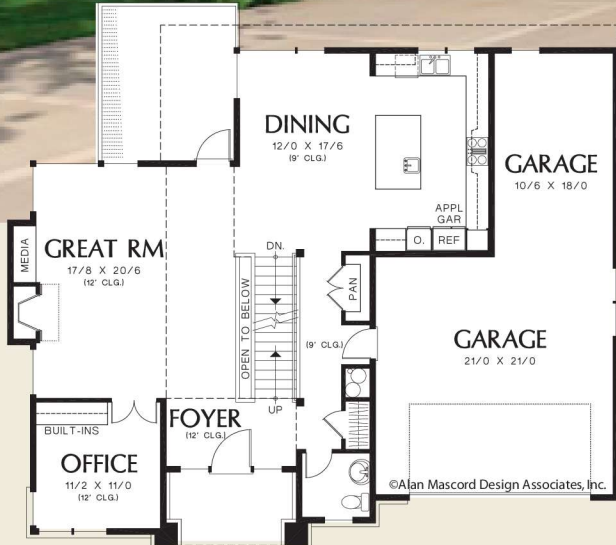 DINING
12/0 X 17/6
(9' CLG.)
GARAGE
10/6 X 18/0
APPL
GAR
O.
REF
MEDIA
GREAT RM
17/8 X 20/6
(12' CLG.)
DN.
OPEN TO BELOW
PAN
(9' CLG.)
UP
GARAGE
21/0 X 21/0
FOYER
(12' CLG.)
BUILT-INS
OFFICE
11/2 X 11/0
(12' CLG.)
©Alan Mascord Design Associates, Inc.